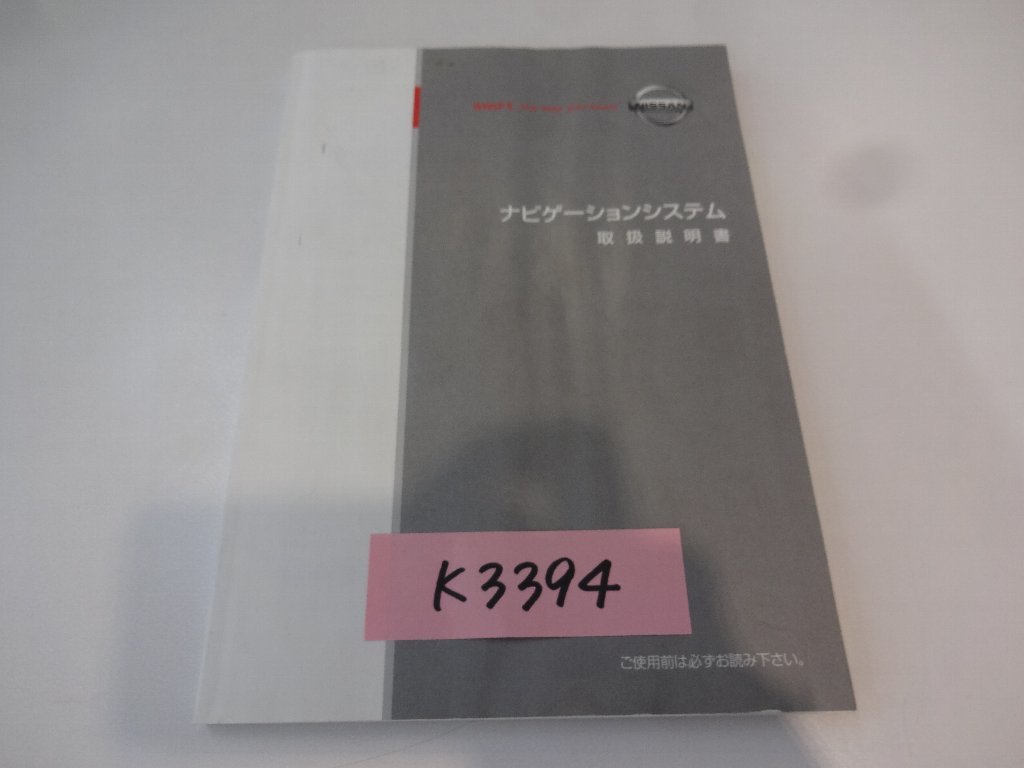 NISSAN
ナビゲーションシステム
取扱説明書
K3394
ご使用前は必ずお読み下さい。